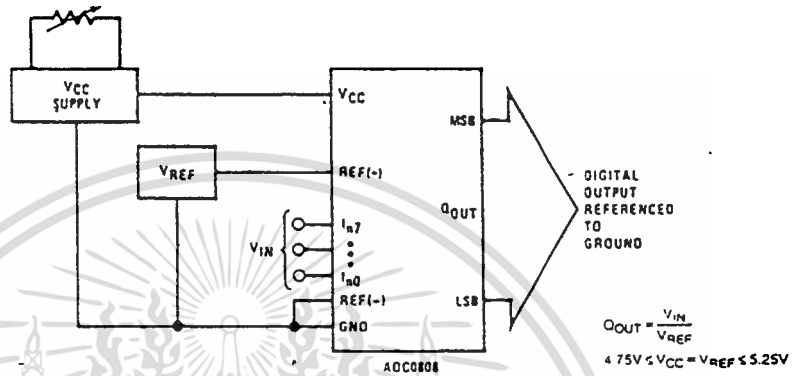 VCC
SUPPLY
VCC
MSB
VREF
REF(+)
DIGITAL
OUTPUT
REFERENCED
TO
GROUND
QOUT
VIN
In7
In0
REF(-)
LSB
GND
QOUT = VIN / VREF
4.75V ≤ VCC = VREF ≤ 5.25V
ADC0808